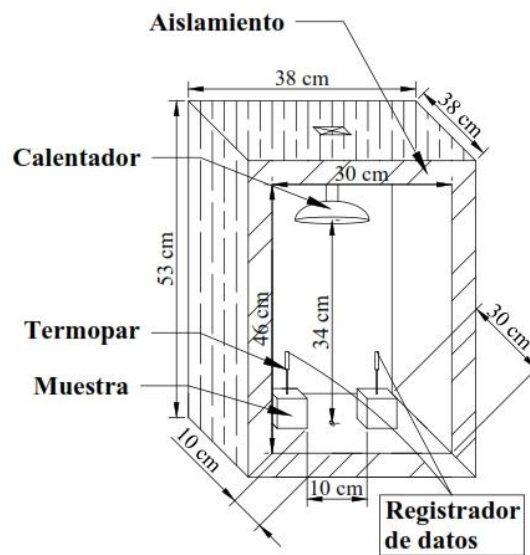 Aislamiento
38 cm
38 cm
Calentador
30 cm
53 cm
46 cm
34 cm
30 cm
Termopar
Muestra
10 cm
10 cm
Registrador
de datos